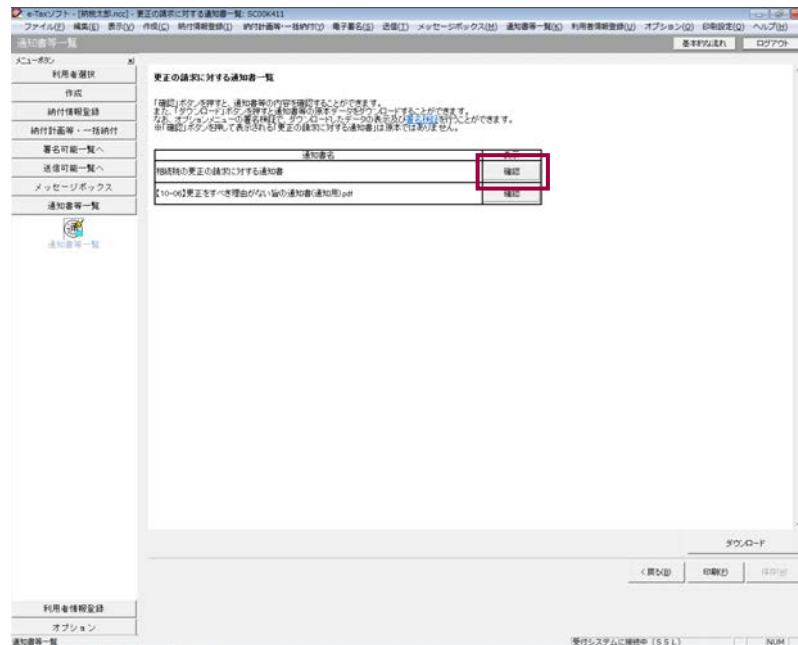 e-Taxソフト - [納税太郎.ncc] - 更正の請求に対する通知書一覧: SC00K411
ファイル(F) 編集(E) 表示(V) 作成(C) 納付情報登録(I) 納付計画等・一括納付(Y) 電子署名(S) 送信(T) メッセージボックス(M) 通知書等一覧(K) 利用者情報登録(U) オプション(O) 印刷設定(Q) ヘルプ(H)
通知書等一覧 基本的な流れ ログアウト
メニューボタン x
利用者選択
作成
納付情報登録
納付計画等・一括納付
署名可能一覧へ
送信可能一覧へ
メッセージボックス
通知書等一覧
通知書等一覧
更正の請求に対する通知書一覧
「確認」ボタンを押すと、通知書等の内容を確認することができます。
また、「ダウンロード」ボタンを押すと通知書等の原本データをダウンロードすることができます。
なお、オプションメニューの署名検証で、ダウンロードしたデータの表示及び署名検証を行うことができます。
※「確認」ボタンを押して表示される「更正の請求に対する通知書」は原本ではありません。
通知書名 表示
相続税の更正の請求に対する通知書 確認
【10-06】更正をすべき理由がない旨の通知書(通知用).pdf 確認
ダウンロード
< 戻る(B) 印刷(P)
利用者情報登録
オプション
通知書等一覧 受付システムに接続中 (SSL) NUM